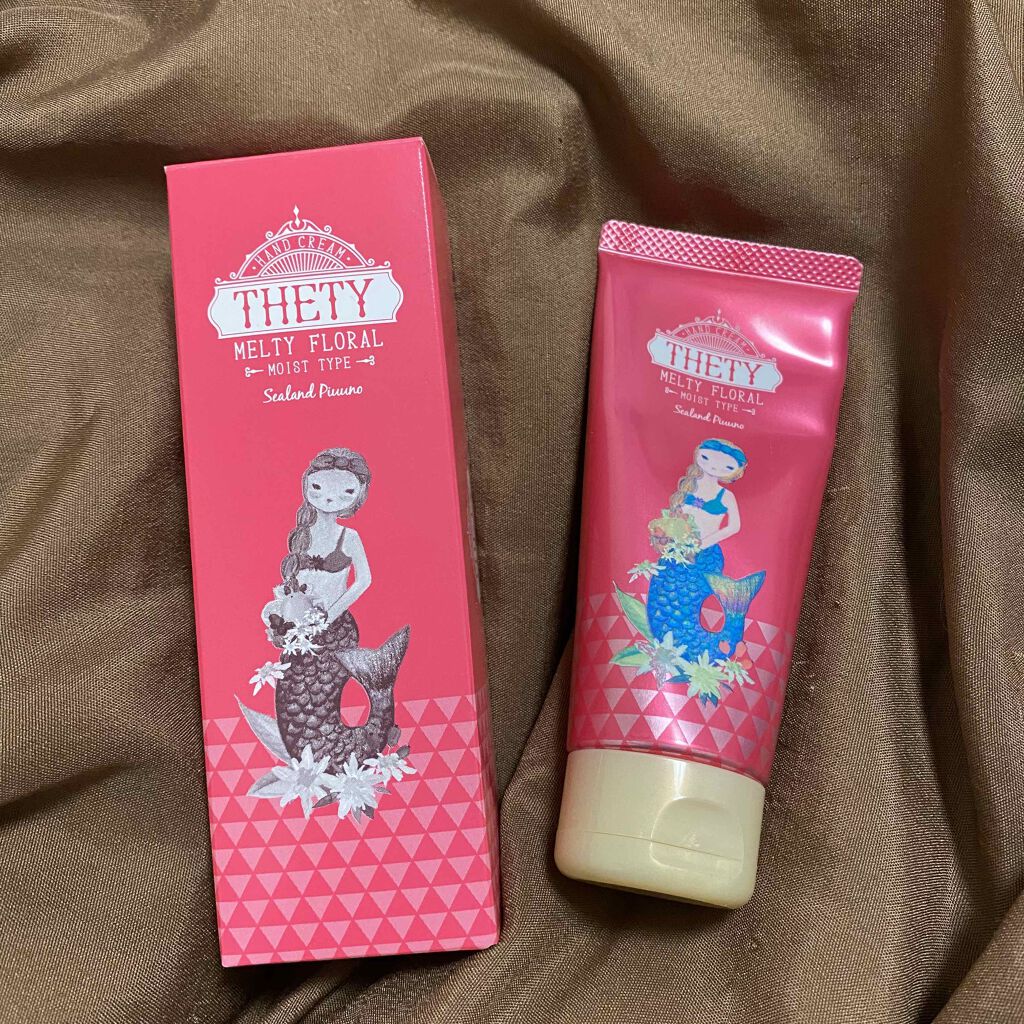 HAND CREAM
THETY
MELTY FLORAL
MOIST TYPE
Sealand Piuuno
HAND CREAM
THETY
MELTY FLORAL
MOIST TYPE
Sealand Piuuno